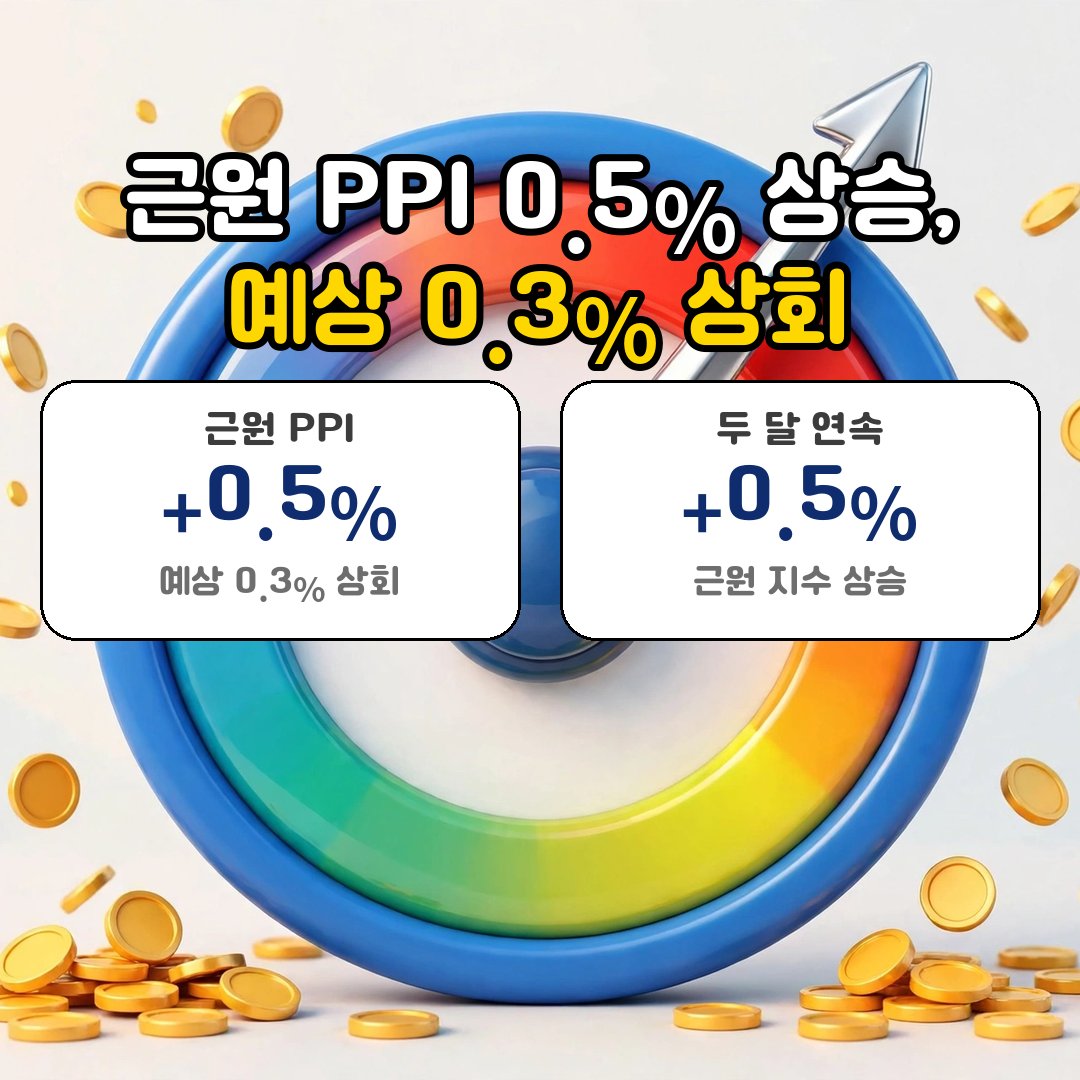 근원 PPI 0.5% 상승,
예상 0.3% 상회
근원 PPI
+0.5%
예상 0.3% 상회
두 달 연속
+0.5%
근원 지수 상승